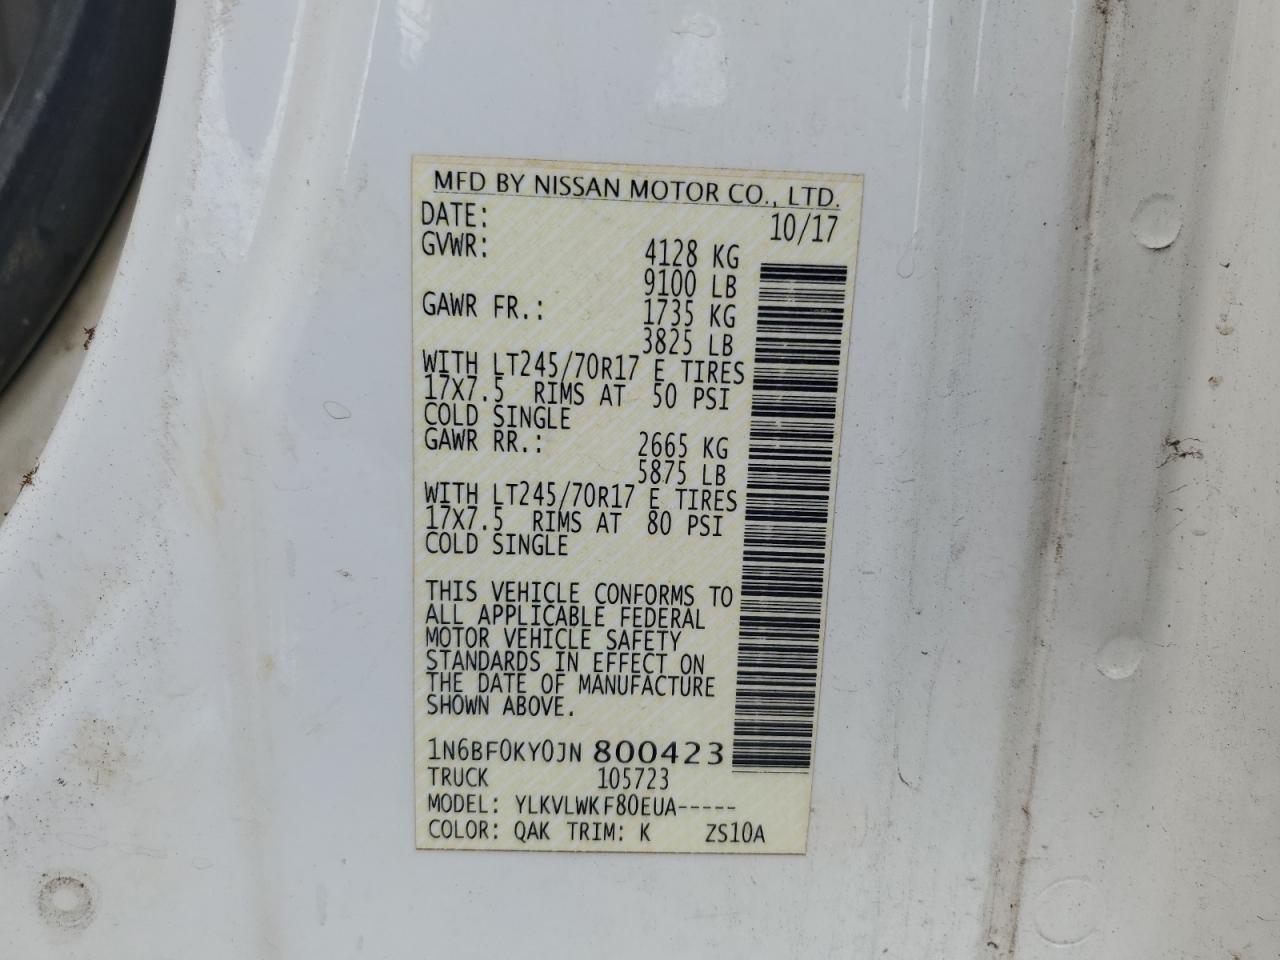 MFD BY NISSAN MOTOR CO., LTD.
DATE: 10/17
GVWR: 4128 KG
9100 LB
GAWR FR.: 1735 KG
3825 LB
WITH LT245/70R17 E TIRES
17X7.5 RIMS AT 50 PSI
COLD SINGLE
GAWR RR.: 2665 KG
5875 LB
WITH LT245/70R17 E TIRES
17X7.5 RIMS AT 80 PSI
COLD SINGLE
THIS VEHICLE CONFORMS TO
ALL APPLICABLE FEDERAL
MOTOR VEHICLE SAFETY
STANDARDS IN EFFECT ON
THE DATE OF MANUFACTURE
SHOWN ABOVE.
1N6BF0KY0JN 800423
TRUCK 105723
MODEL: YLKVLWKF80EUA-----
COLOR: QAK TRIM: K ZS10A